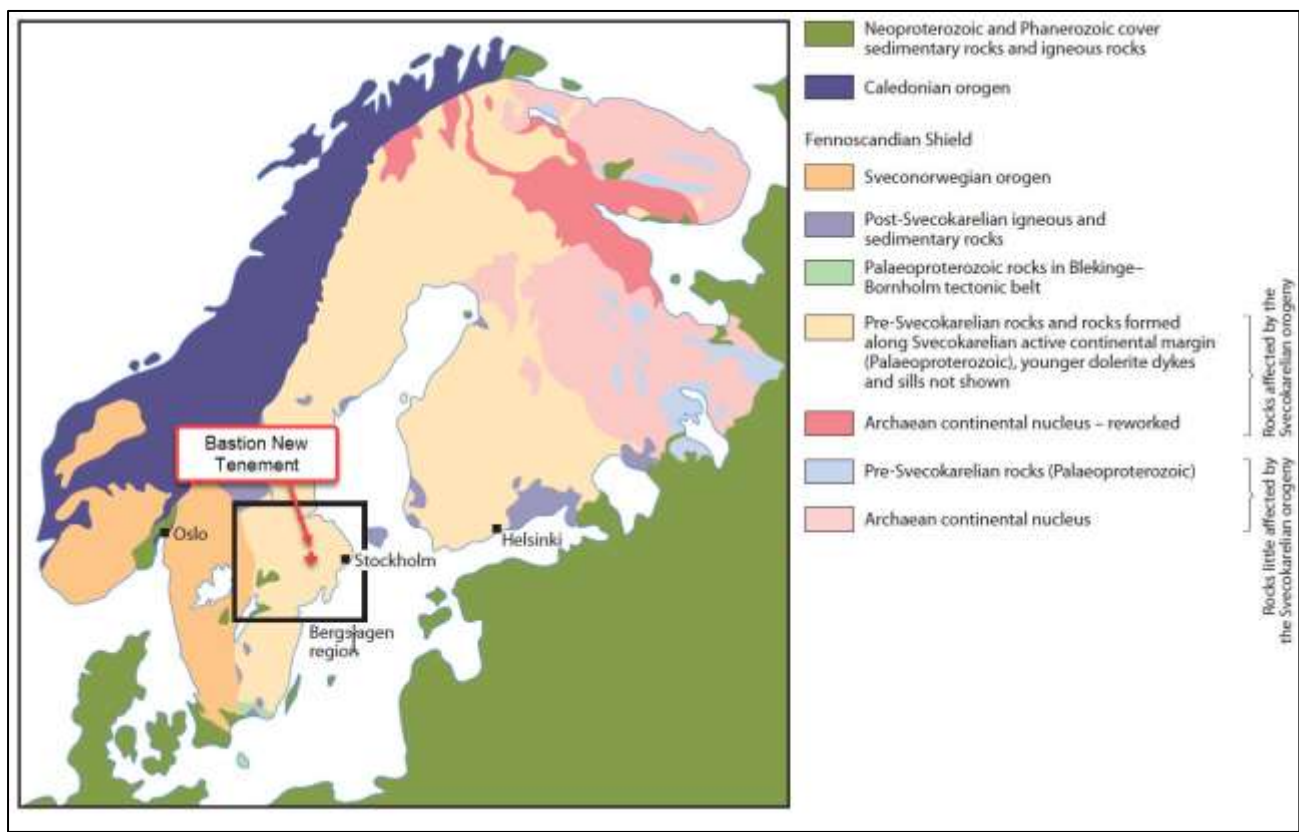 Neoproterozoic and Phanerozoic cover
sedimentary rocks and igneous rocks
Caledonian orogen
Fennoscandian Shield
Sveconorwegian orogen
Post-Svecokarelian igneous and
sedimentary rocks
Palaeoproterozoic rocks in Blekinge–
Bornholm tectonic belt
Pre-Svecokarelian rocks and rocks formed
along Svecokarelian active continental margin
(Palaeoproterozoic), younger dolerite dykes
and sills not shown
Archaean continental nucleus – reworked
Rocks affected by the
Svecokarelian orogeny
Pre-Svecokarelian rocks (Palaeoproterozoic)
Archaean continental nucleus
Rocks little affected by
the Svecokarelian orogeny
Bastion New
Tenement
Oslo
Stockholm
Helsinki
Bergslagen
region